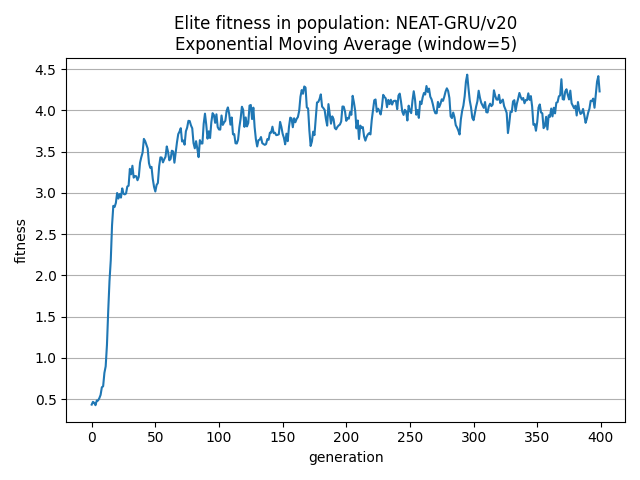 Elite fitness in population: NEAT-GRU/v20
Exponential Moving Average (window=5)
4.5
4.0
3.5
3.0
2.5
2.0
1.5
1.0
0.5
fitness
0 50 100 150 200 250 300 350 400
generation